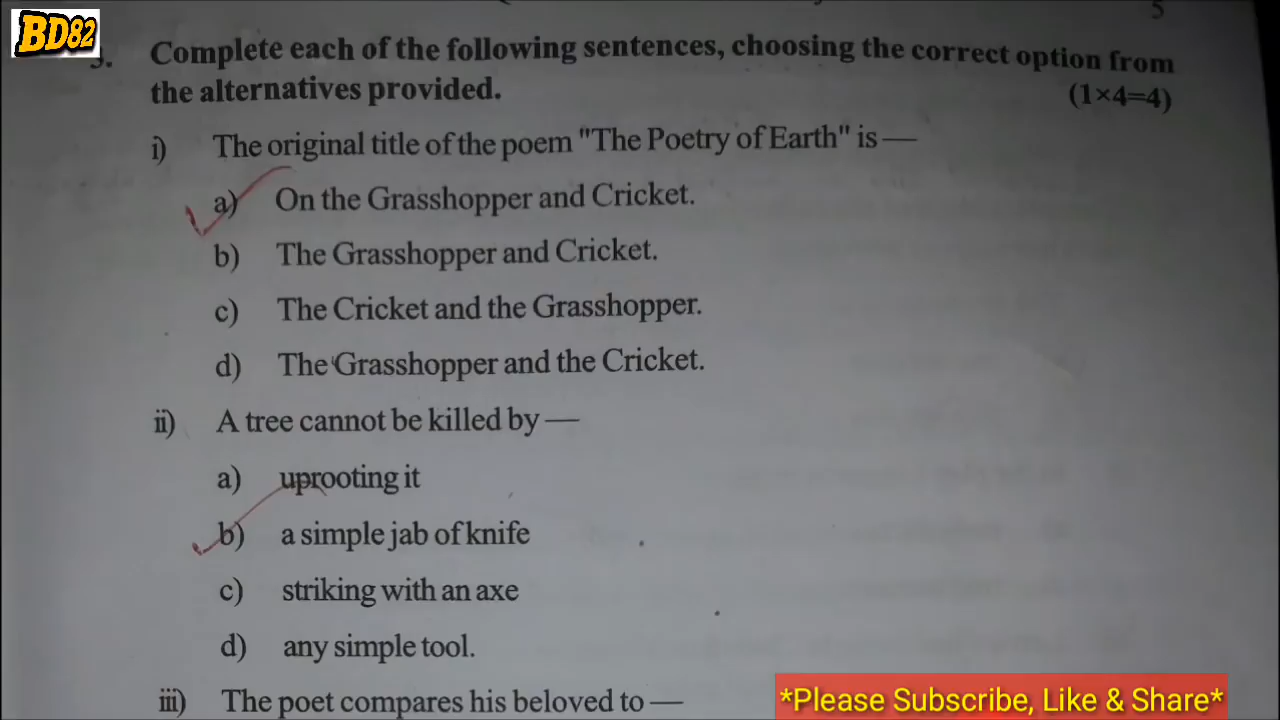 BD82
5
3. Complete each of the following sentences, choosing the correct option from
the alternatives provided. (1×4=4)
i) The original title of the poem "The Poetry of Earth" is —
a) On the Grasshopper and Cricket.
b) The Grasshopper and Cricket.
c) The Cricket and the Grasshopper.
d) The Grasshopper and the Cricket.
ii) A tree cannot be killed by —
a) uprooting it
b) a simple jab of knife
c) striking with an axe
d) any simple tool.
iii) The poet compares his beloved to —
*Please Subscribe, Like & Share*